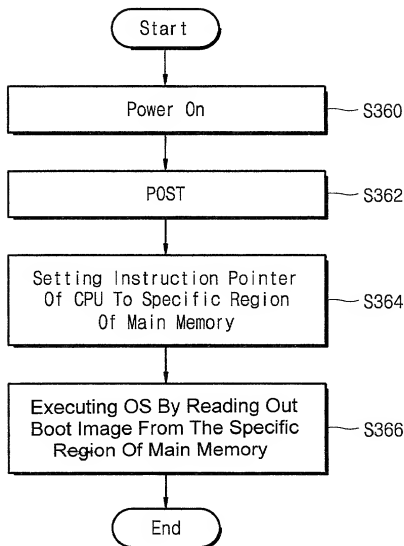 Start
Power On
S360
POST
S362
Setting Instruction Pointer
Of CPU To Specific Region
Of Main Memory
S364
Executing OS By Reading Out
Boot Image From The Specific
Region Of Main Memory
S366
End